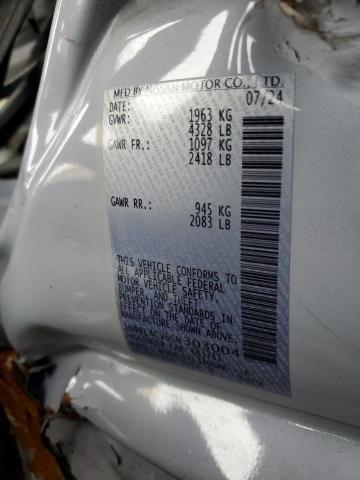 MFD BY NISSAN MOTOR CO., LTD.
DATE: 07/24
GVWR: 1963 KG
4328 LB
GAWR FR.: 1097 KG
2418 LB
GAWR RR.: 945 KG
2083 LB
THIS VEHICLE CONFORMS TO
ALL APPLICABLE FEDERAL
MOTOR VEHICLE SAFETY,
BUMPER, AND THEFT
PREVENTION STANDARDS IN
EFFECT ON THE DATE OF
MANUFACTURE SHOWN ABOVE.
303004